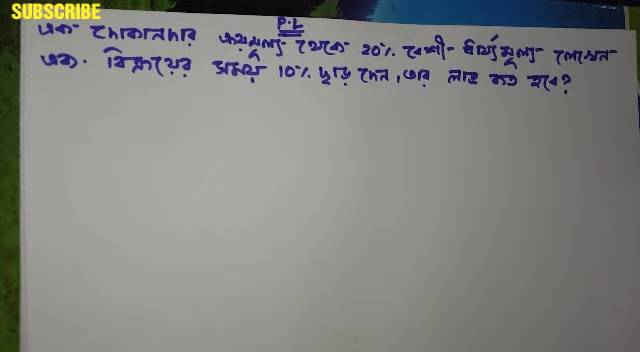 SUBSCRIBE
P.L
এক দোকানদার ক্রয়মূল্য থেকে 20% বেশী ধার্য্যমূল্য লেখেন
এবং বিক্রয়ের সময় 10% ছাড় দেন, তার লাভ কত হবে?